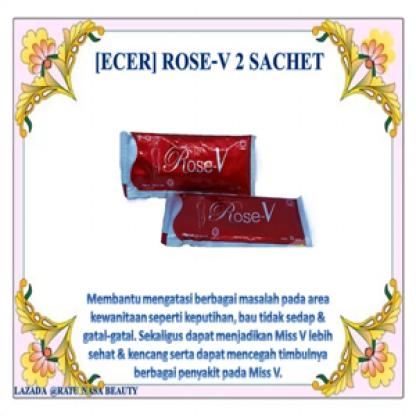 [ECER] ROSE-V 2 SACHET
Rose-V
Rose-V
Membantu mengatasi berbagai masalah pada area
kewanitaan seperti keputihan, bau tidak sedap &
gatal-gatal. Sekaligus dapat menjadikan Miss V lebih
sehat & kencang serta dapat mencegah timbulnya
berbagai penyakit pada Miss V.
LAZADA @RATU NASA BEAUTY